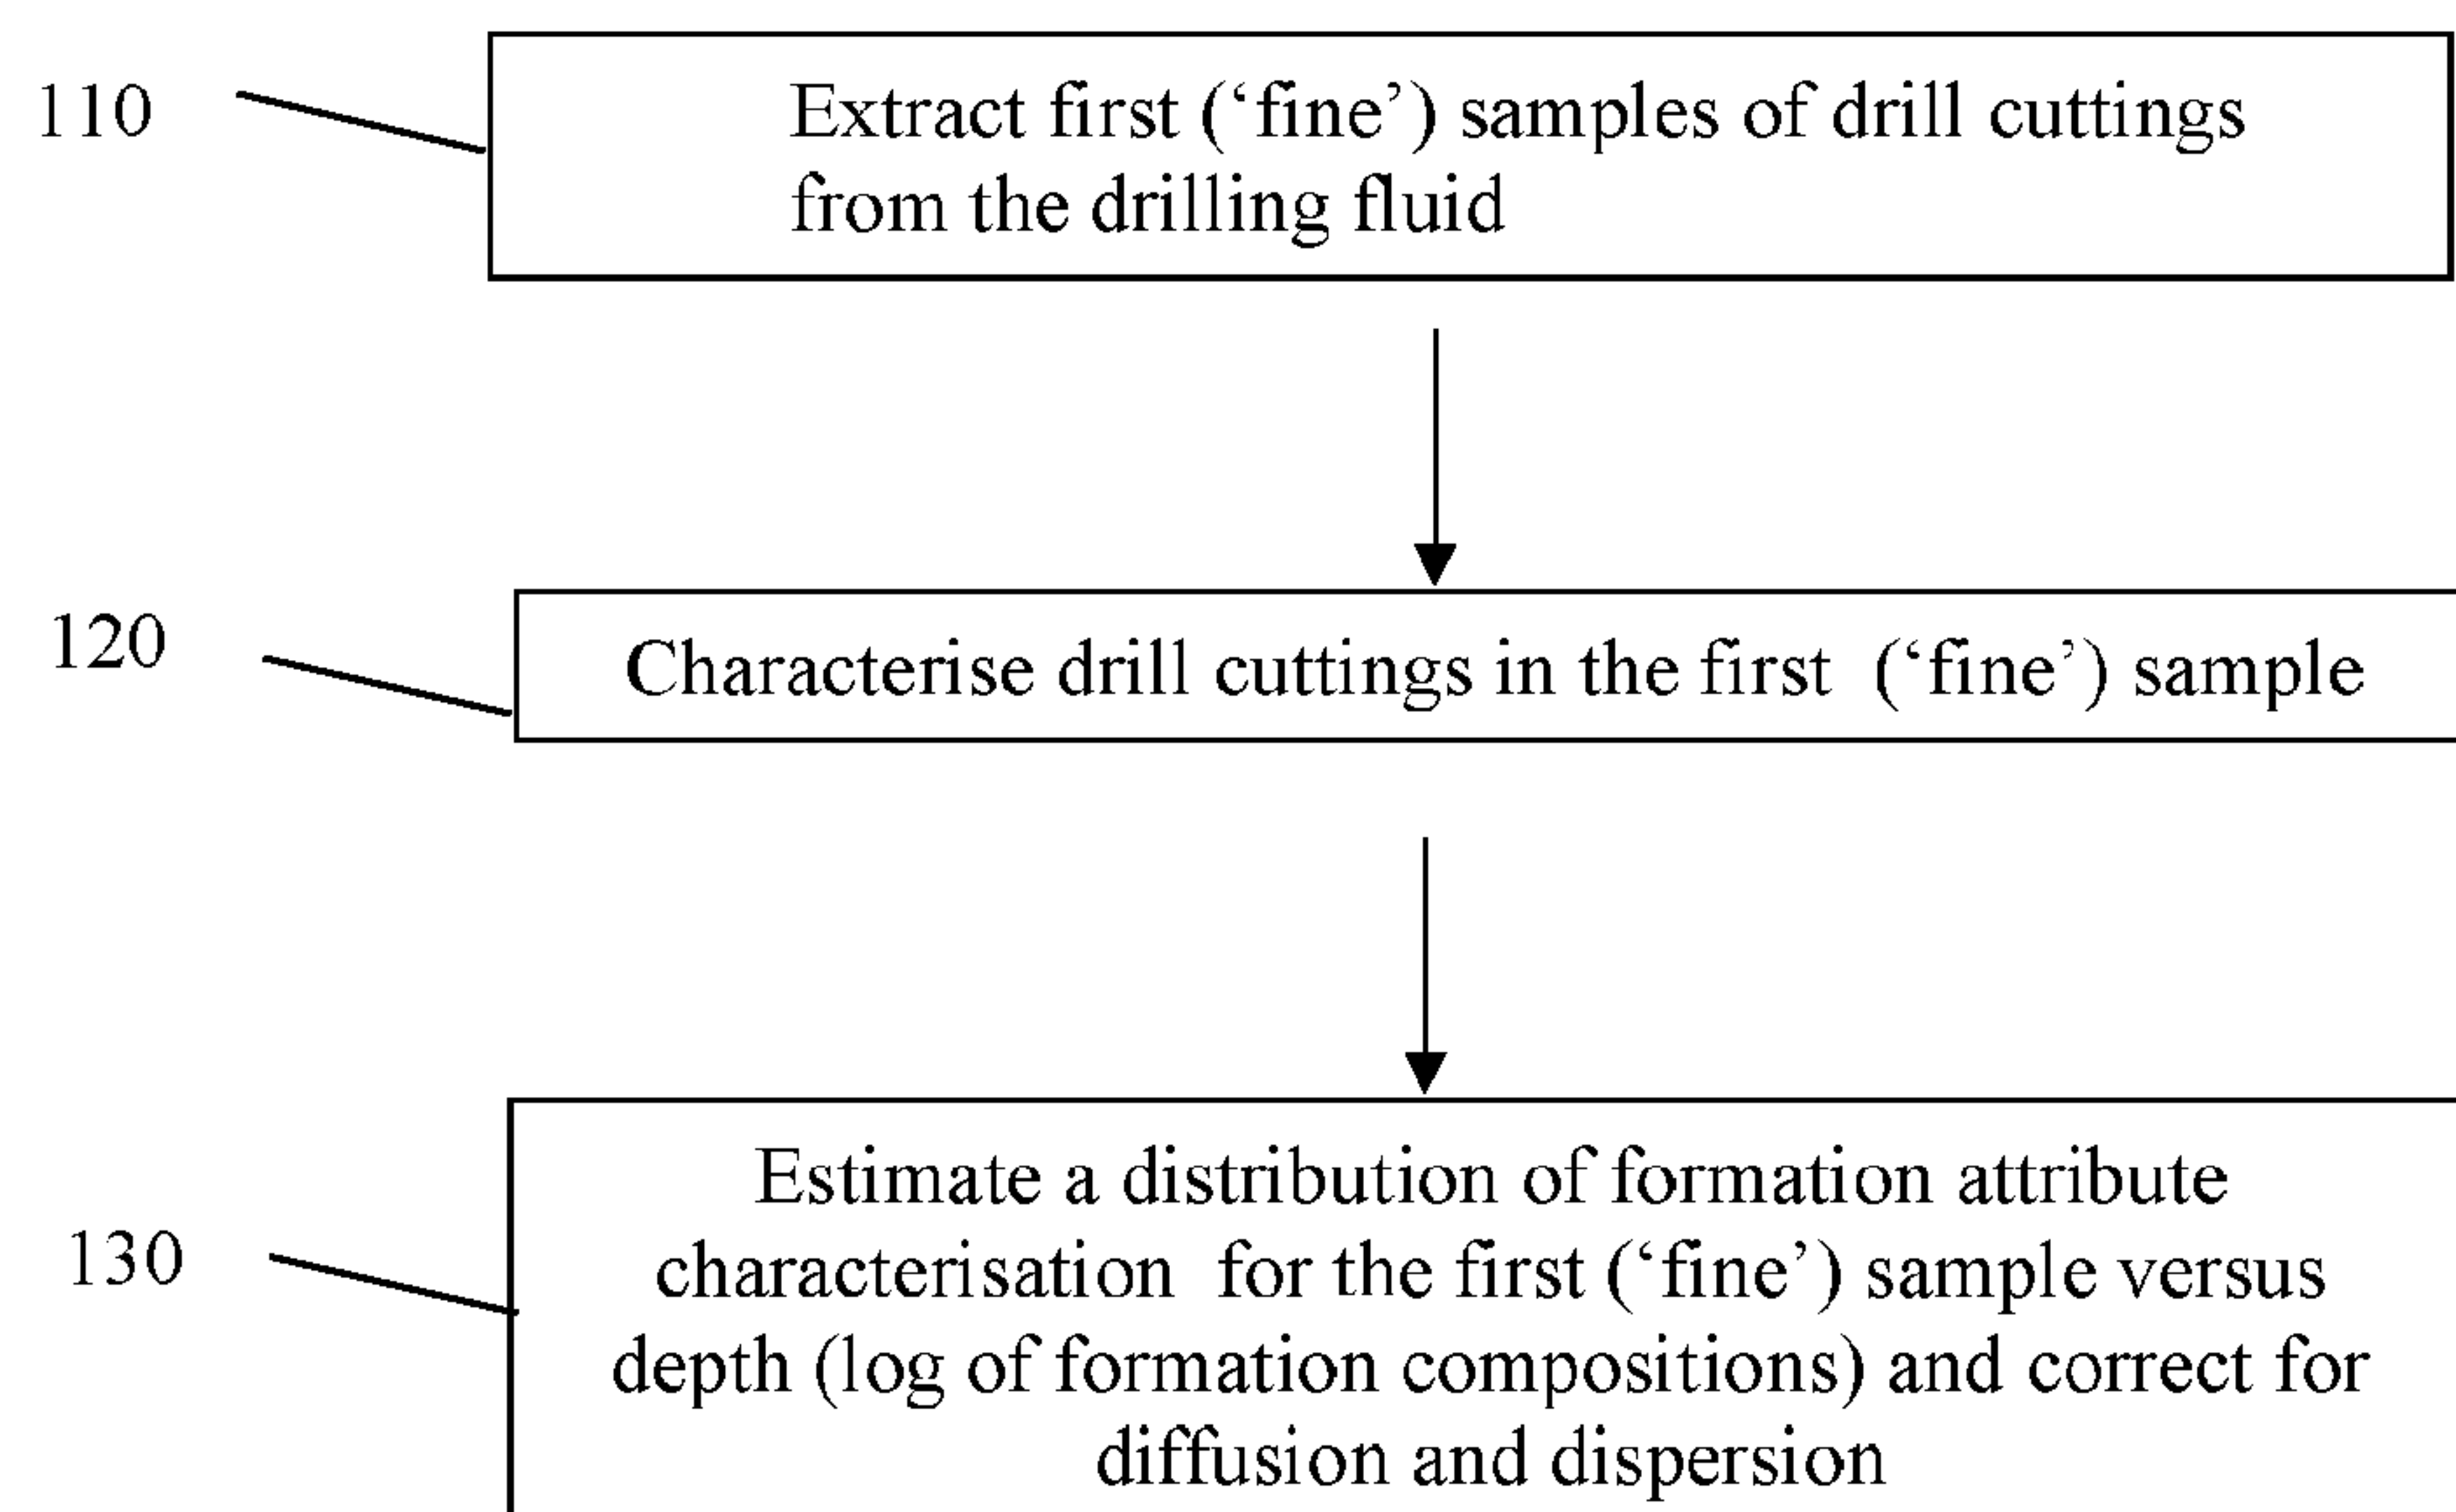 110
Extract first (‘fine’) samples of drill cuttings
from the drilling fluid
120
Characterise drill cuttings in the first (‘fine’) sample
130
Estimate a distribution of formation attribute
characterisation for the first (‘fine’) sample versus
depth (log of formation compositions) and correct for
diffusion and dispersion